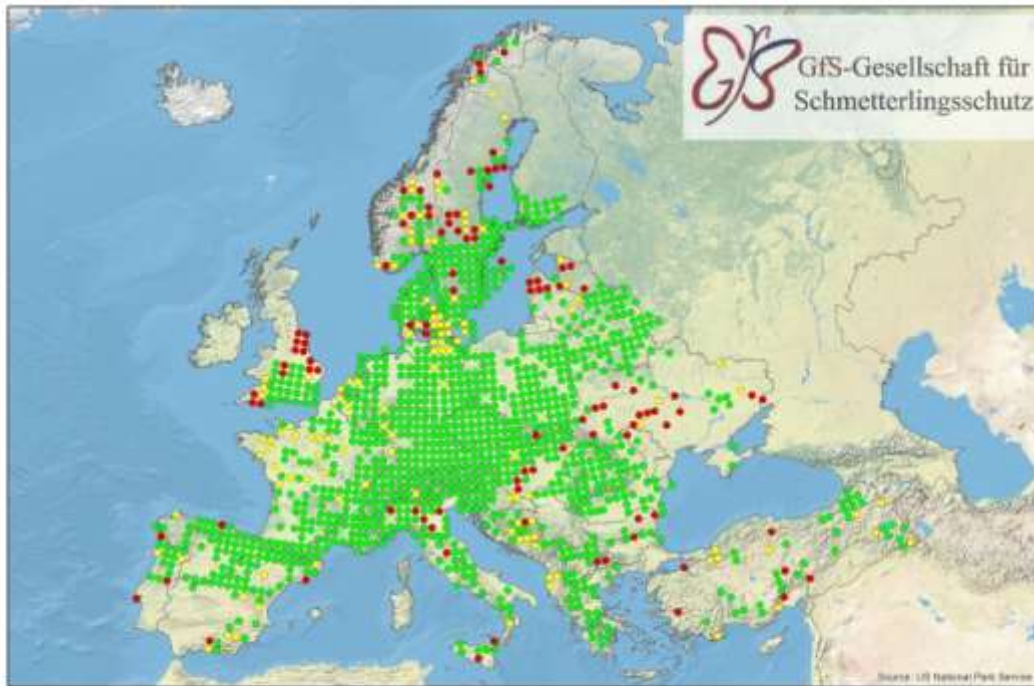 GfS-Gesellschaft für
Schmetterlingsschutz
Source: US National Park Service